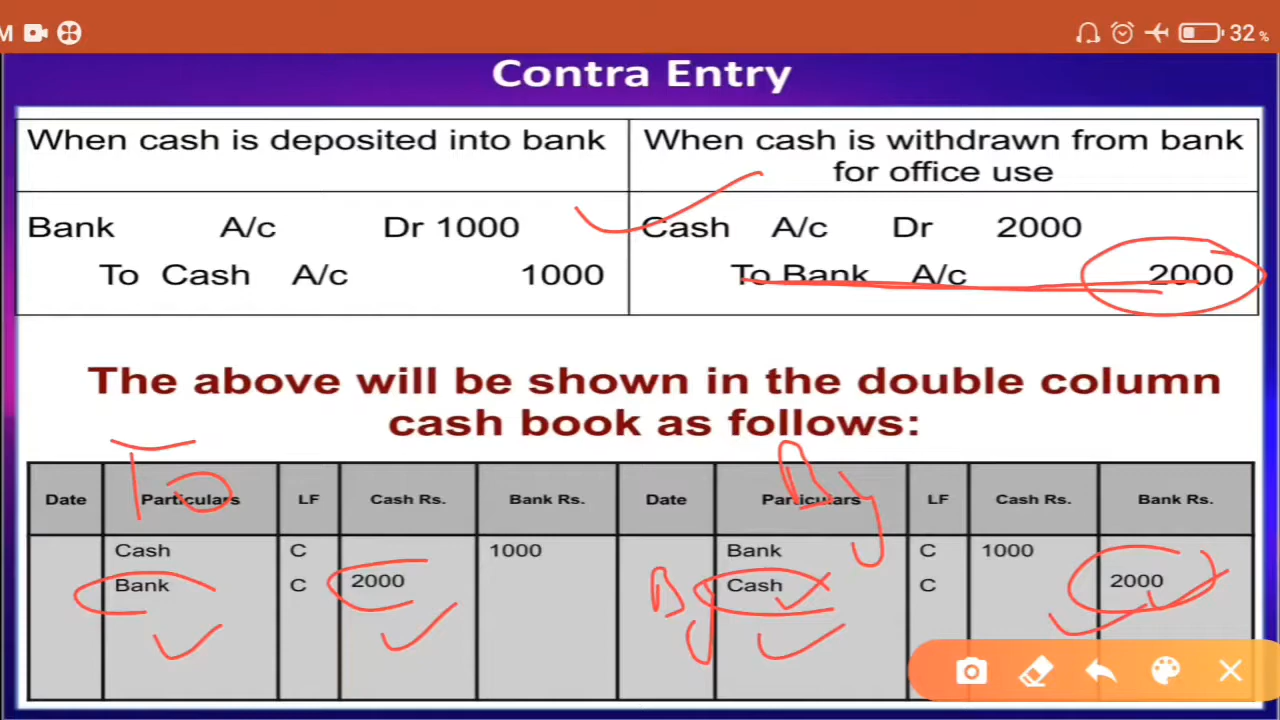 M 32%
Contra Entry
When cash is deposited into bank
When cash is withdrawn from bank
for office use
Bank A/c Dr 1000
To Cash A/c 1000
Cash A/c Dr 2000
To Bank A/c 2000
The above will be shown in the double column
cash book as follows:
To By
Date Particulars LF Cash Rs. Bank Rs. Date Particulars LF Cash Rs. Bank Rs.
Cash C 1000 Bank C 1000
Bank C 2000 By Cash C 2000